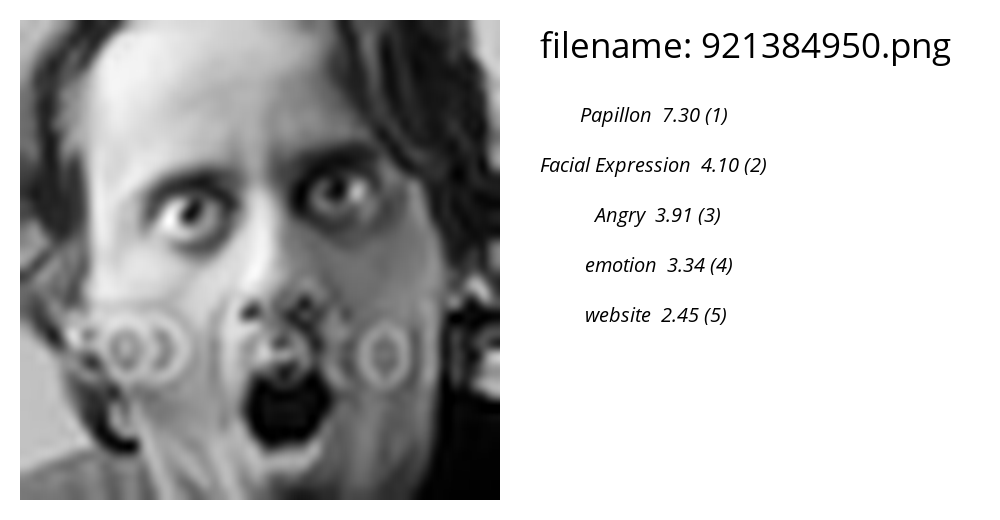 filename: 921384950.png
Papillon 7.30 (1)
Facial Expression 4.10 (2)
Angry 3.91 (3)
emotion 3.34 (4)
website 2.45 (5)